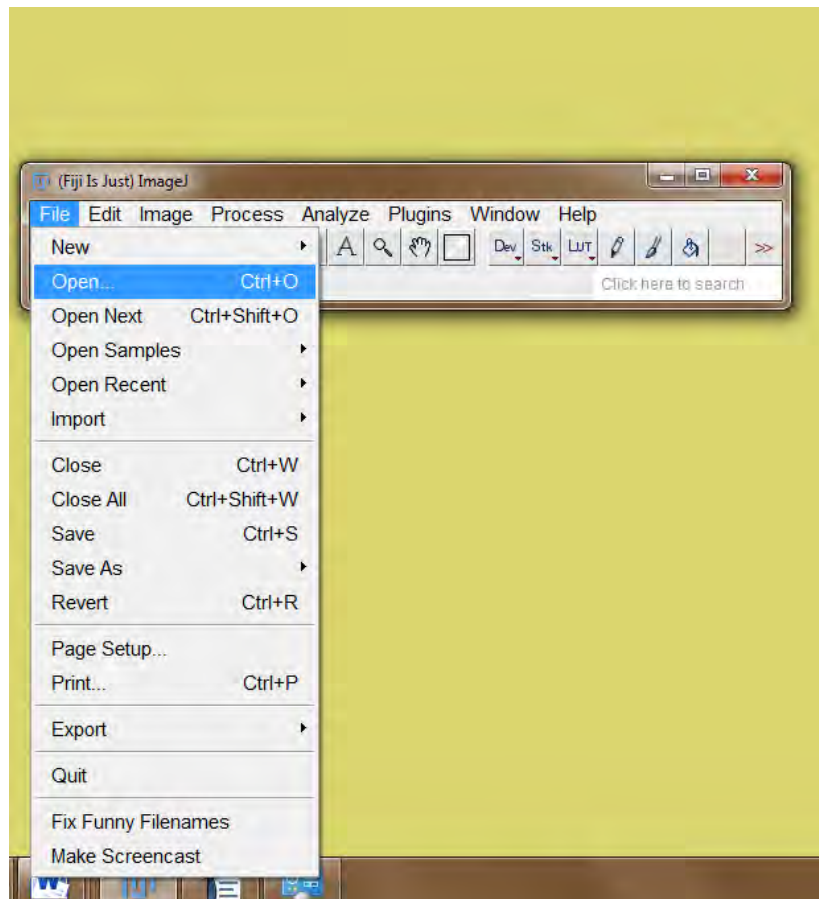 (Fiji Is Just) ImageJ
File Edit Image Process Analyze Plugins Window Help
New
A Dev Stk LUT >>
Open... Ctrl+O
Click here to search
Open Next Ctrl+Shift+O
Open Samples
Open Recent
Import
Close Ctrl+W
Close All Ctrl+Shift+W
Save Ctrl+S
Save As
Revert Ctrl+R
Page Setup...
Print... Ctrl+P
Export
Quit
Fix Funny Filenames
Make Screencast
W